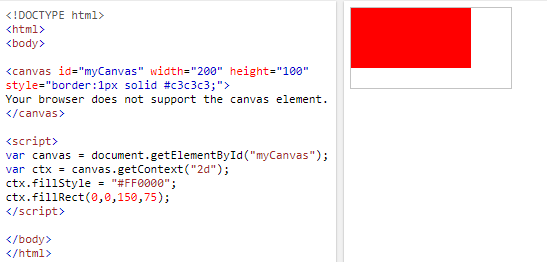 <!DOCTYPE html>
<html>
<body>
<canvas id="myCanvas" width="200" height="100"
style="border:1px solid #c3c3c3;">
Your browser does not support the canvas element.
</canvas>
<script>
var canvas = document.getElementById("myCanvas");
var ctx = canvas.getContext("2d");
ctx.fillStyle = "#FF0000";
ctx.fillRect(0,0,150,75);
</script>
</body>
</html>